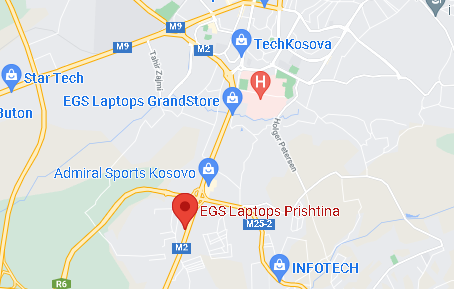 M9
M9
M2
TechKosova
Tahir Zajmi
Star Tech
H
EGS Laptops GrandStore
Buton
Holger Petersen
Admiral Sports Kosovo
EGS Laptops Prishtina
M25-2
M2
INFOTECH
R6